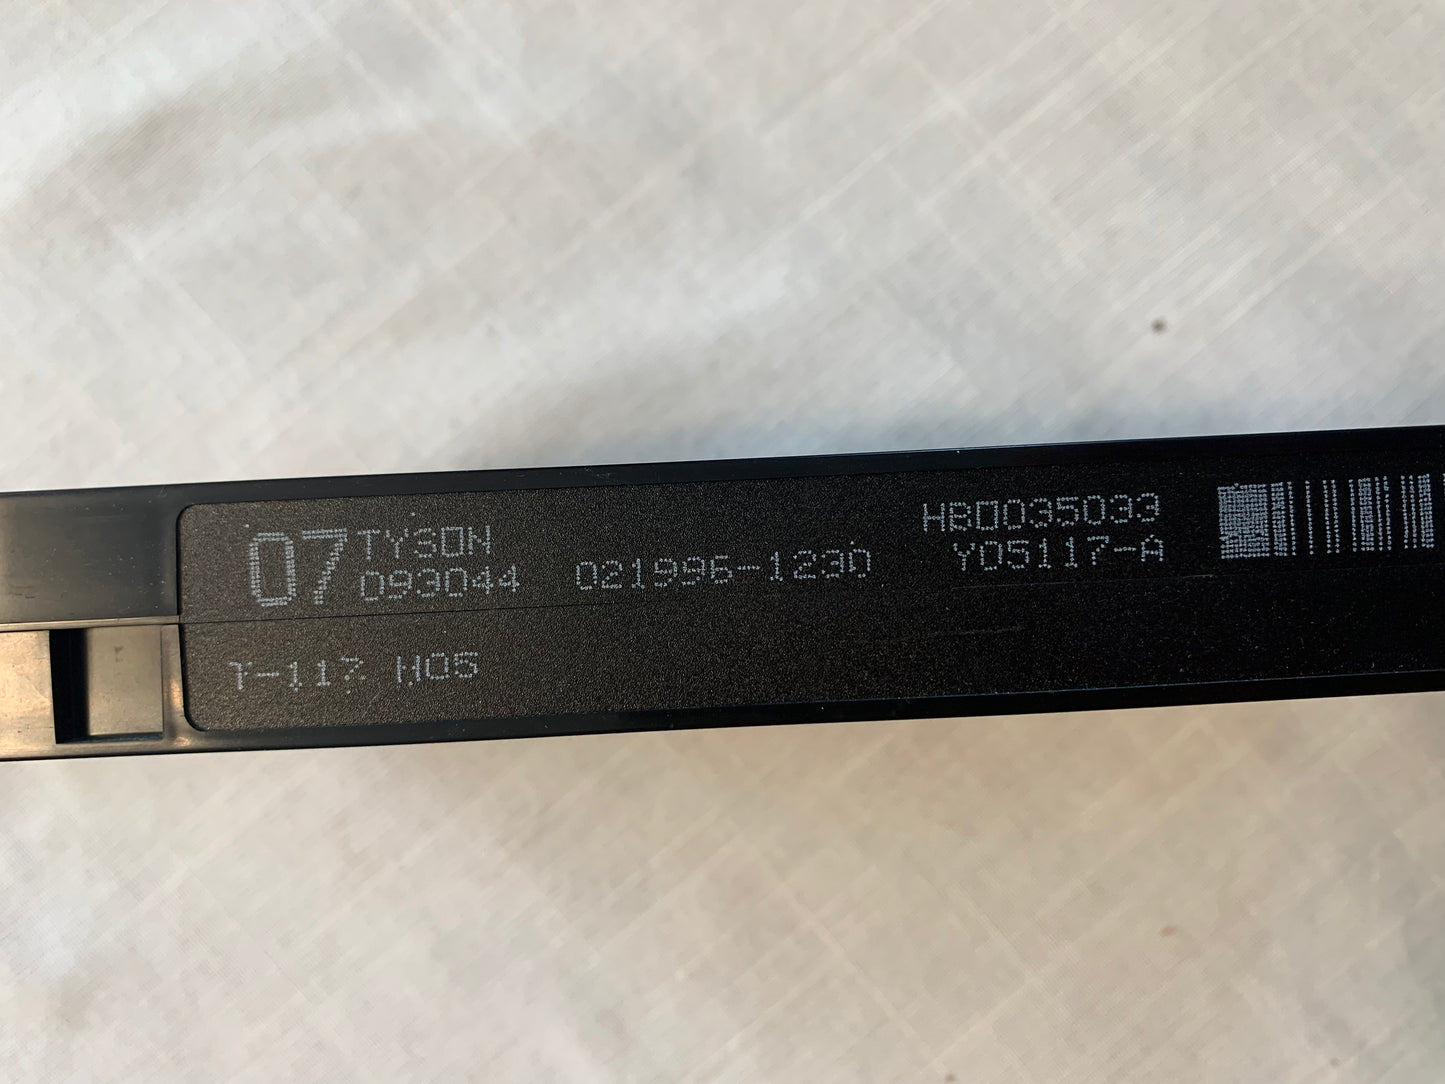 07 TYSON
093044 021996-1230
HB0035033
Y05117-A
T-117 H05